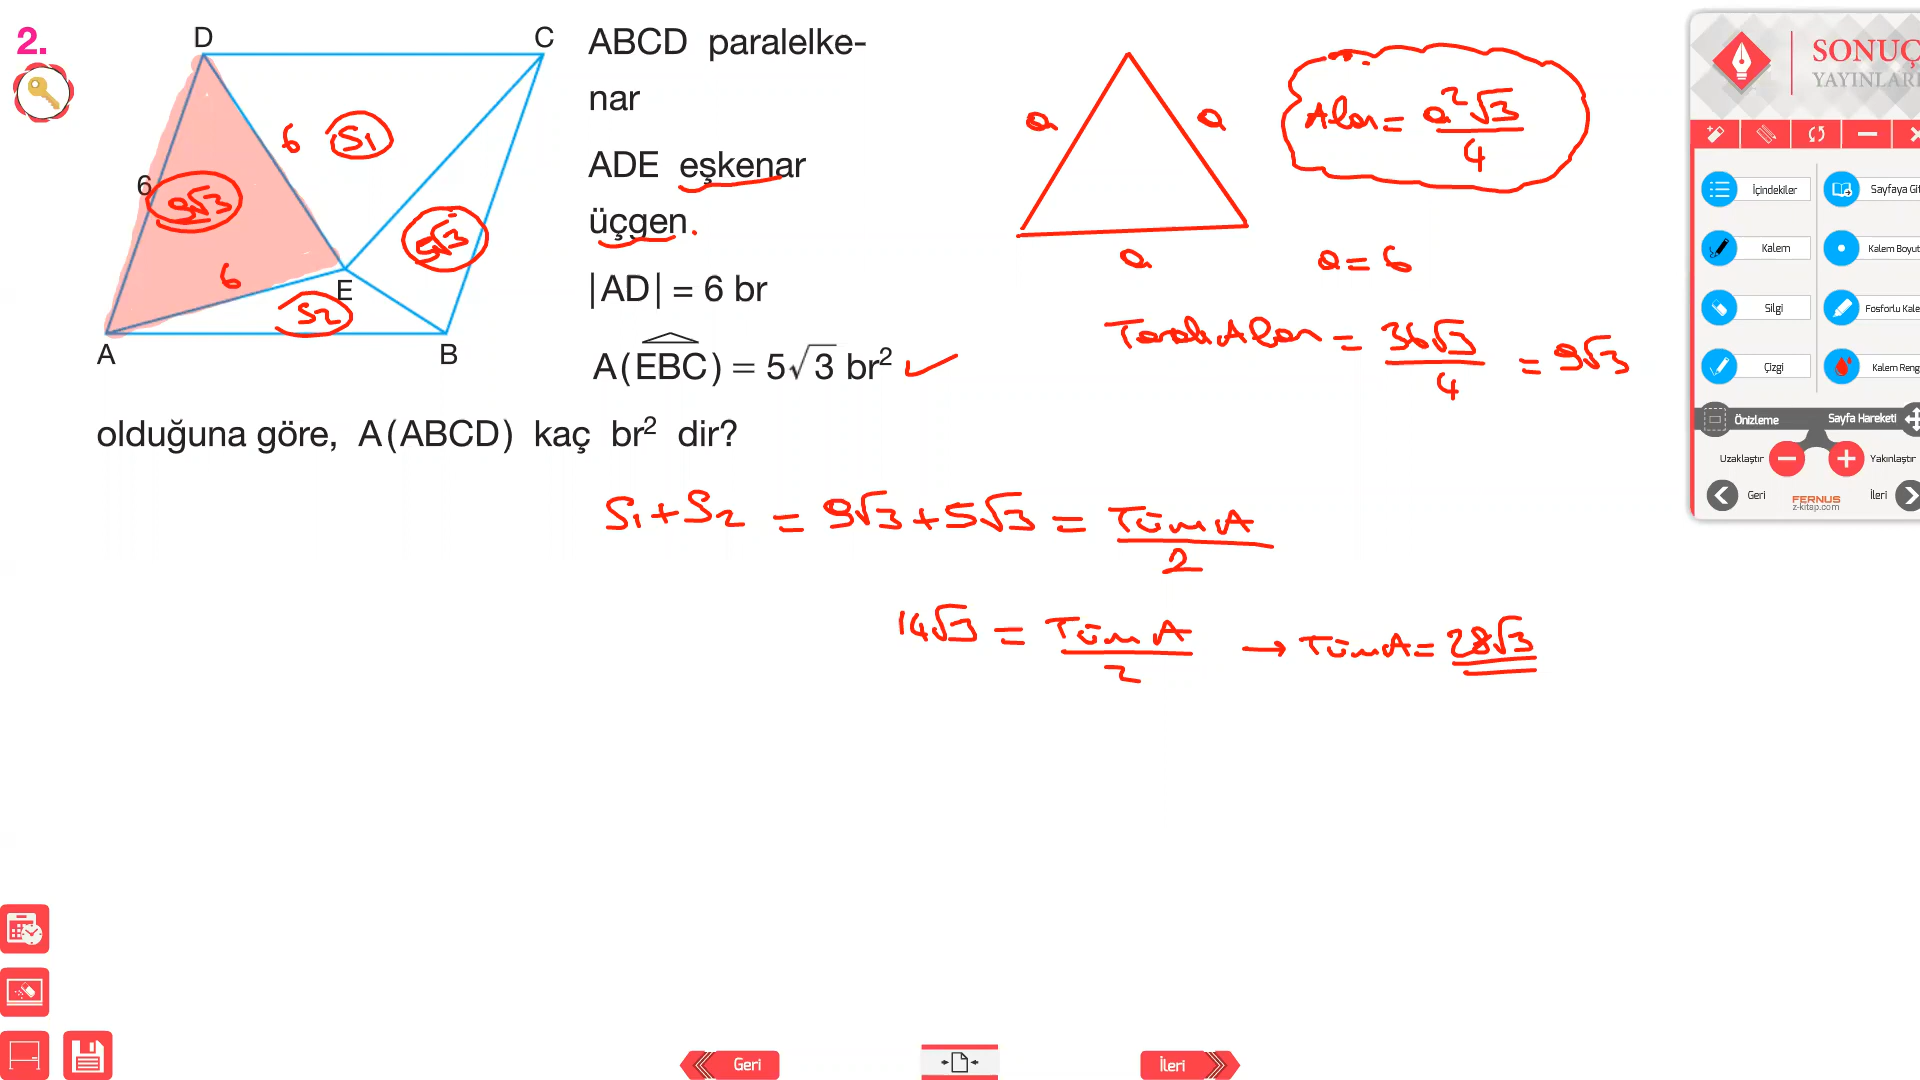 2.
D
C
6
S1
6
9√3
5√3
6
E
S2
A
B
ABCD paralelke-
nar
ADE eşkenar
üçgen.
|AD| = 6 br
A(EBC) = 5√3 br²
olduğuna göre, A(ABCD) kaç br² dir?
a
a
a
Alan = a²√3 / 4
a = 6
Taralı Alan = 36√3 / 4 = 9√3
S1 + S2 = 9√3 + 5√3 = Tüm A / 2
14√3 = Tüm A / 2 → Tüm A = 28√3
SONUÇ
YAYINLARI
İçindekiler
Sayfaya Git
Kalem
Kalem Boyut
Silgi
Fosforlu Kale
Çizgi
Kalem Reng
Önizleme
Sayfa Hareketi
Uzaklaştır
Yakınlaştır
Geri
FERNUS
z-kitap.com
İleri
Geri
İleri